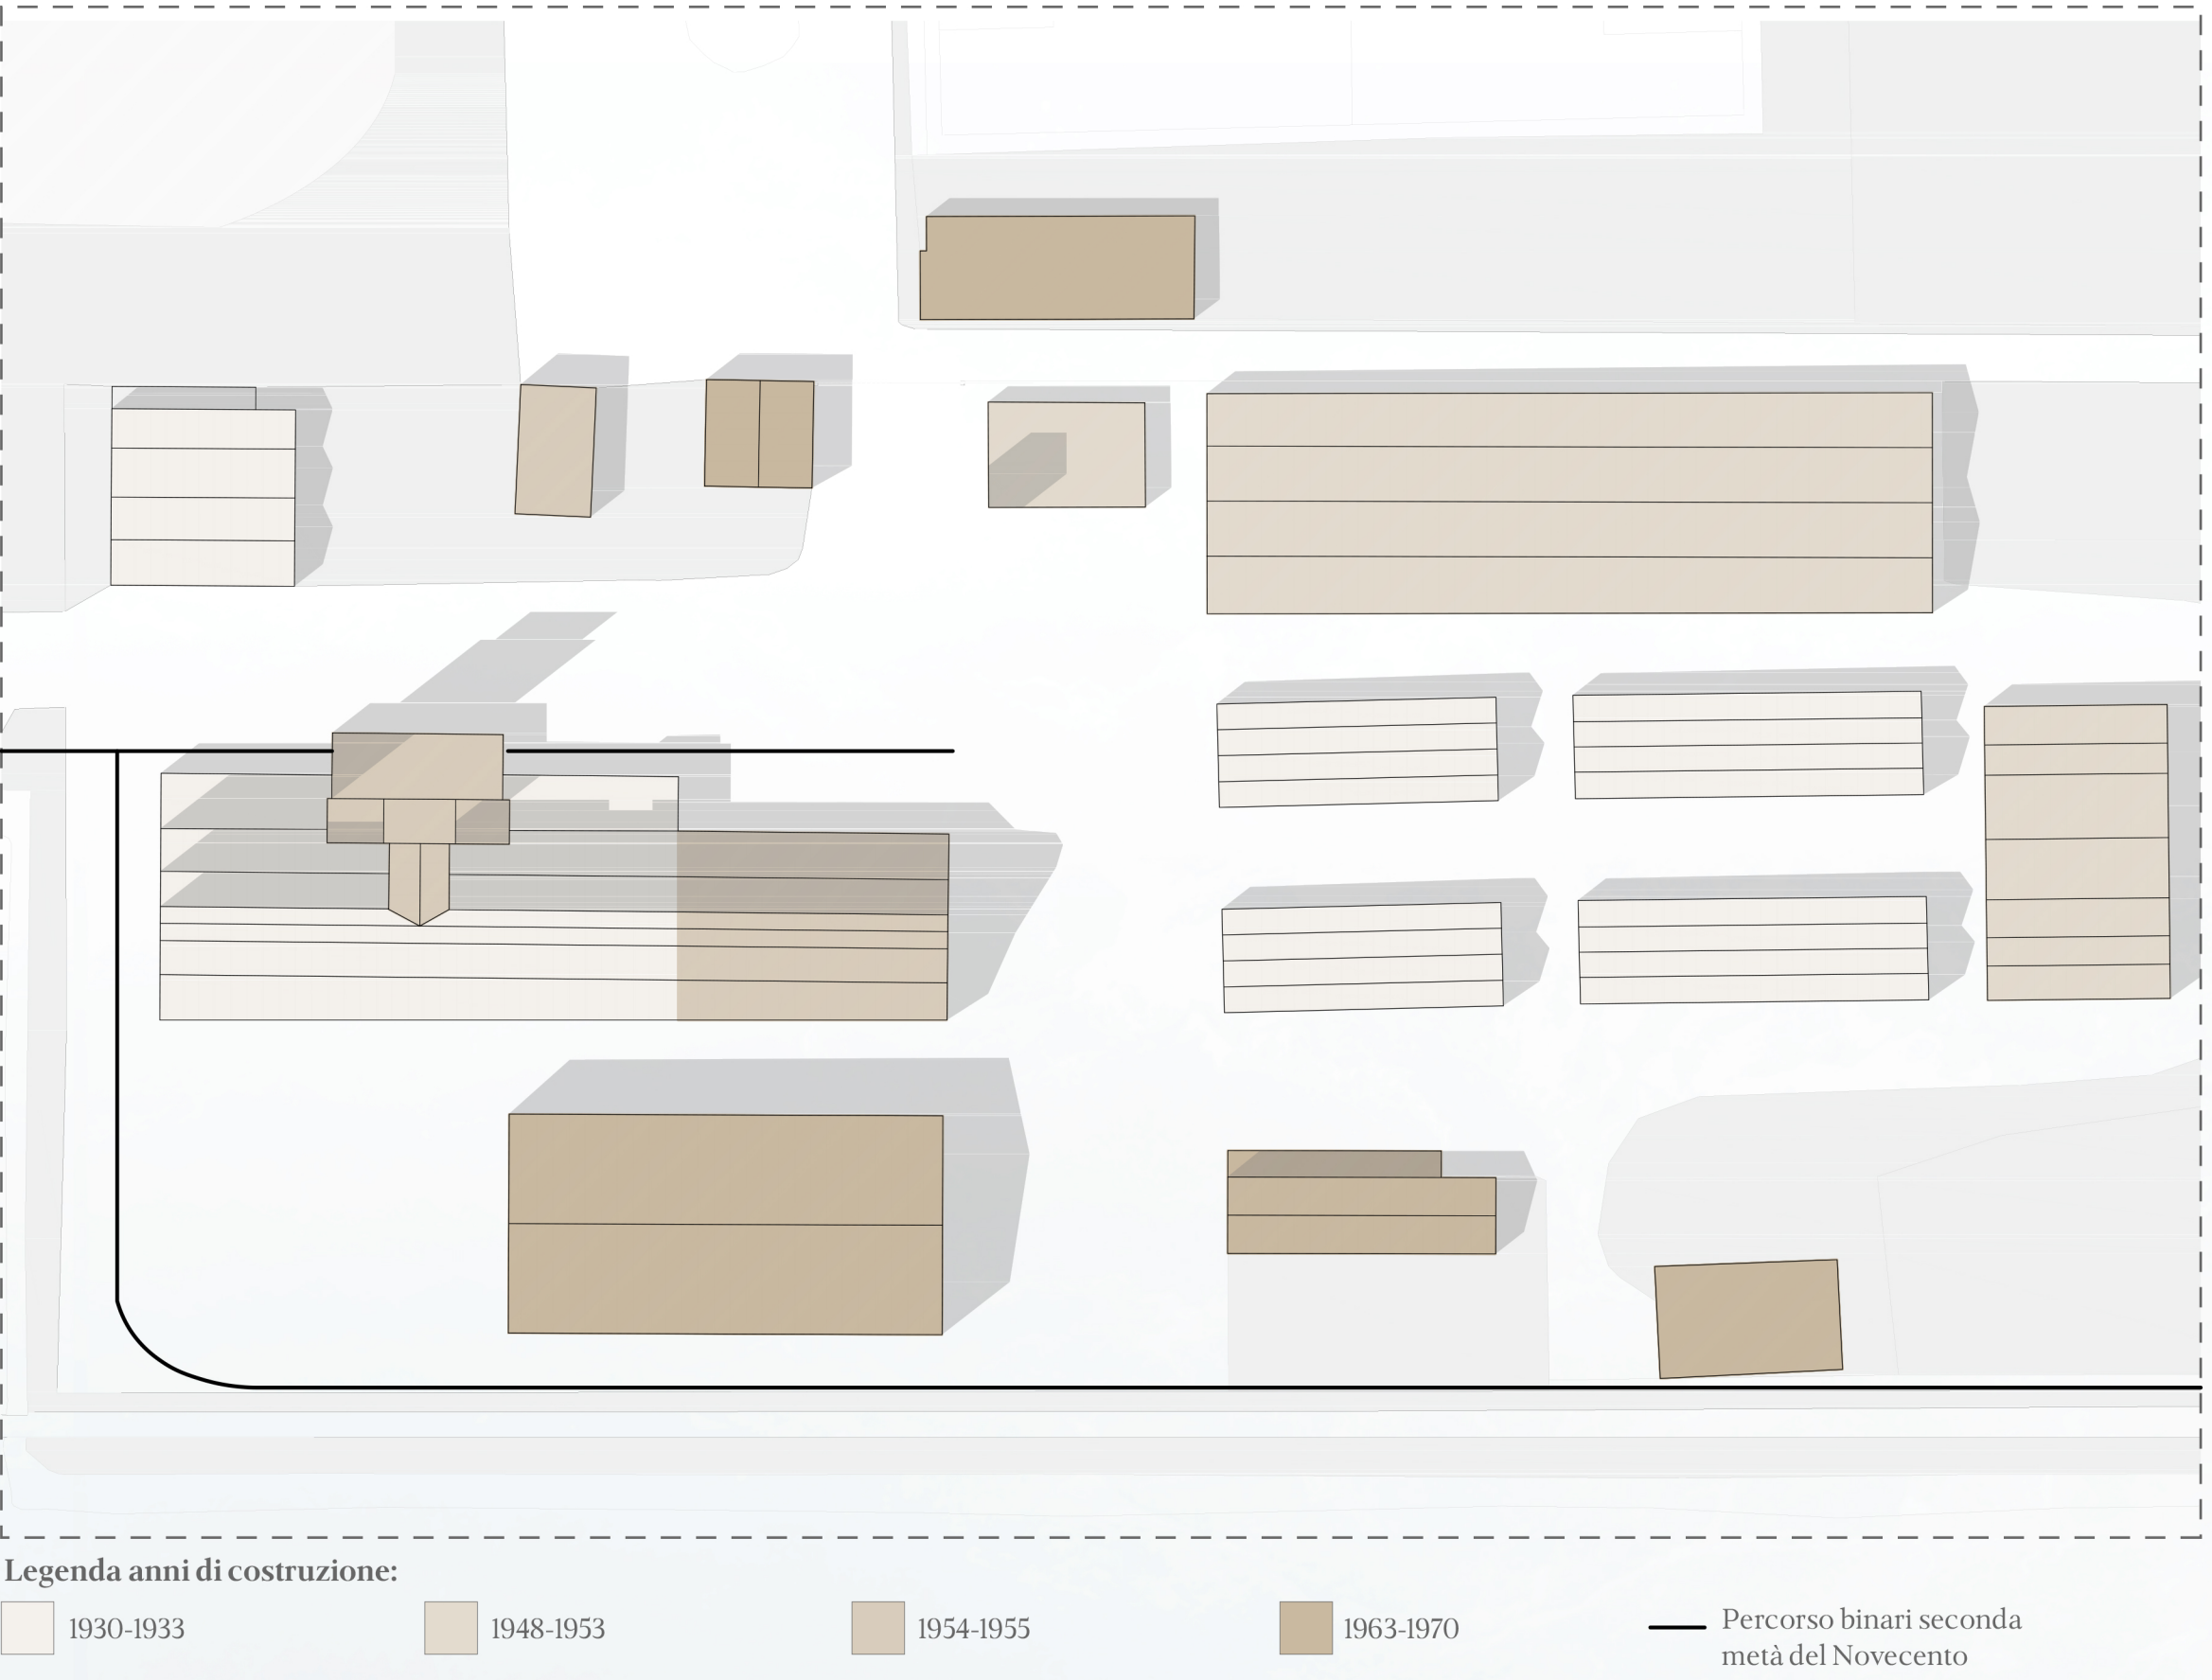 Legenda anni di costruzione:
1930-1933
1948-1953
1954-1955
1963-1970
Percorso binari seconda
metà del Novecento